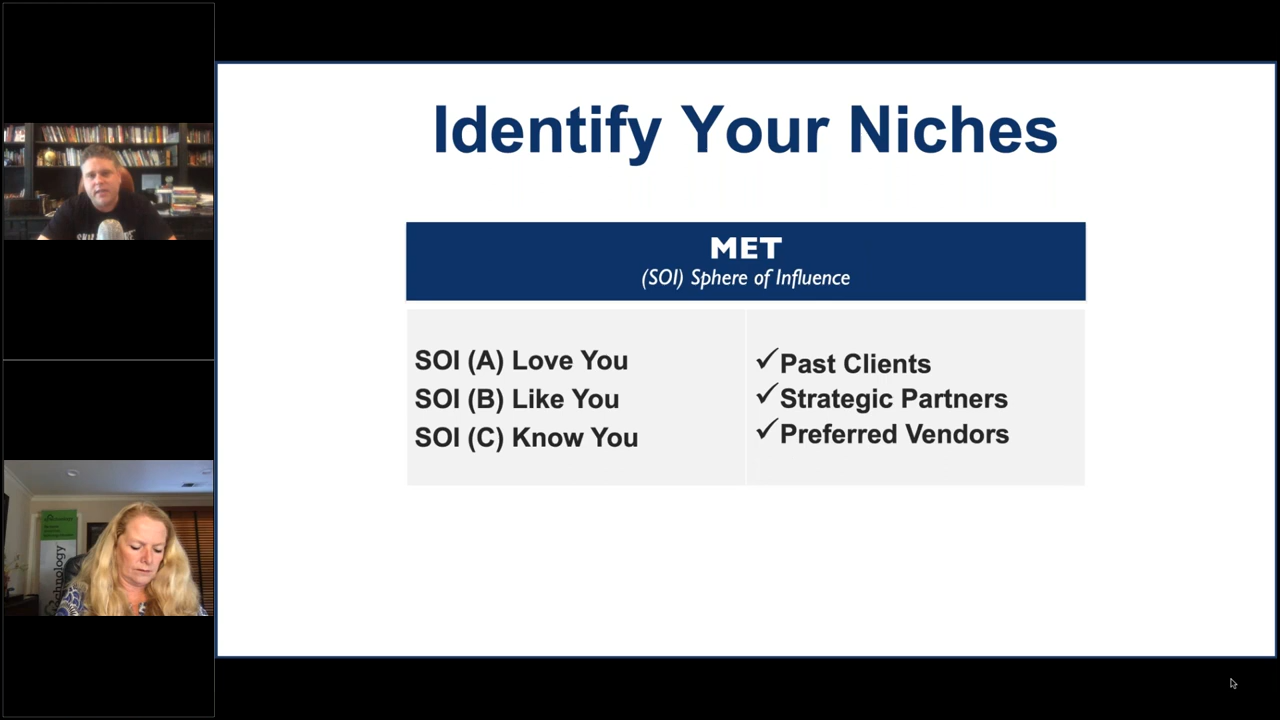 Identify Your Niches
MET
(SOI) Sphere of Influence
SOI (A) Love You
SOI (B) Like You
SOI (C) Know You
✓Past Clients
✓Strategic Partners
✓Preferred Vendors